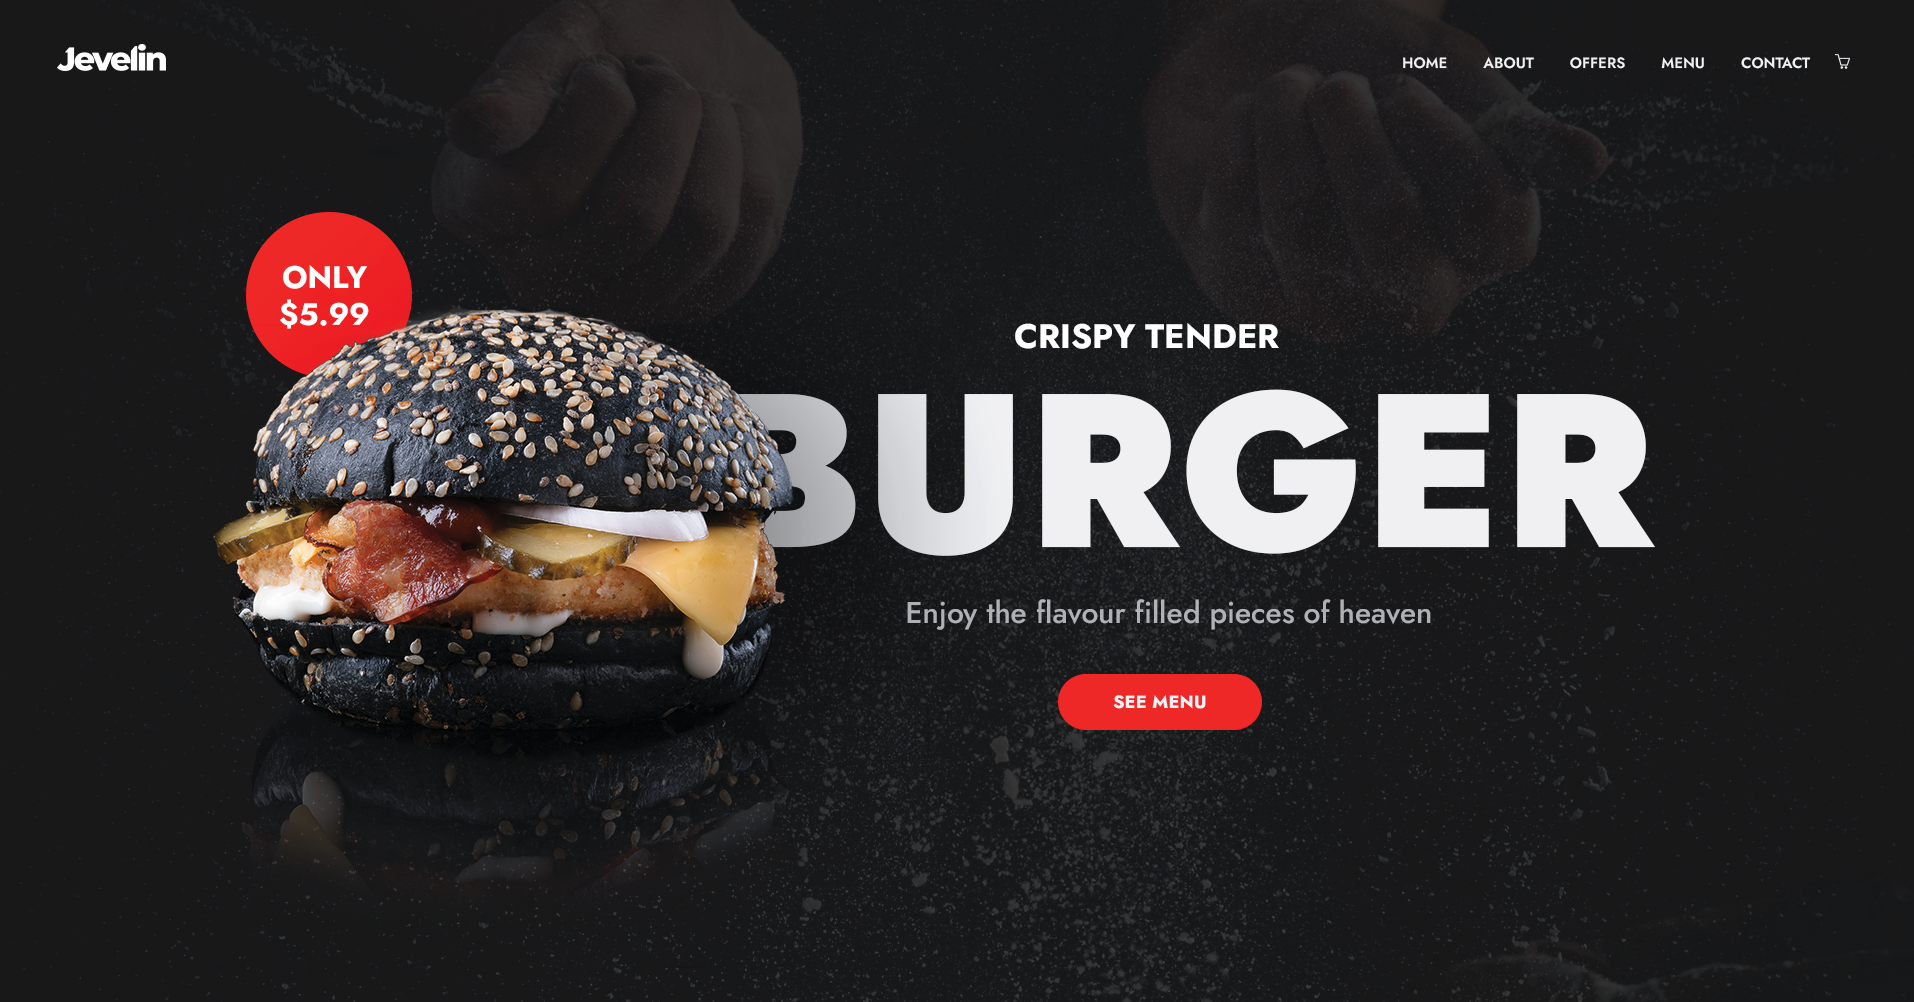 Jevelin
HOME ABOUT OFFERS MENU CONTACT
ONLY
$5.99
CRISPY TENDER
BURGER
Enjoy the flavour filled pieces of heaven
SEE MENU